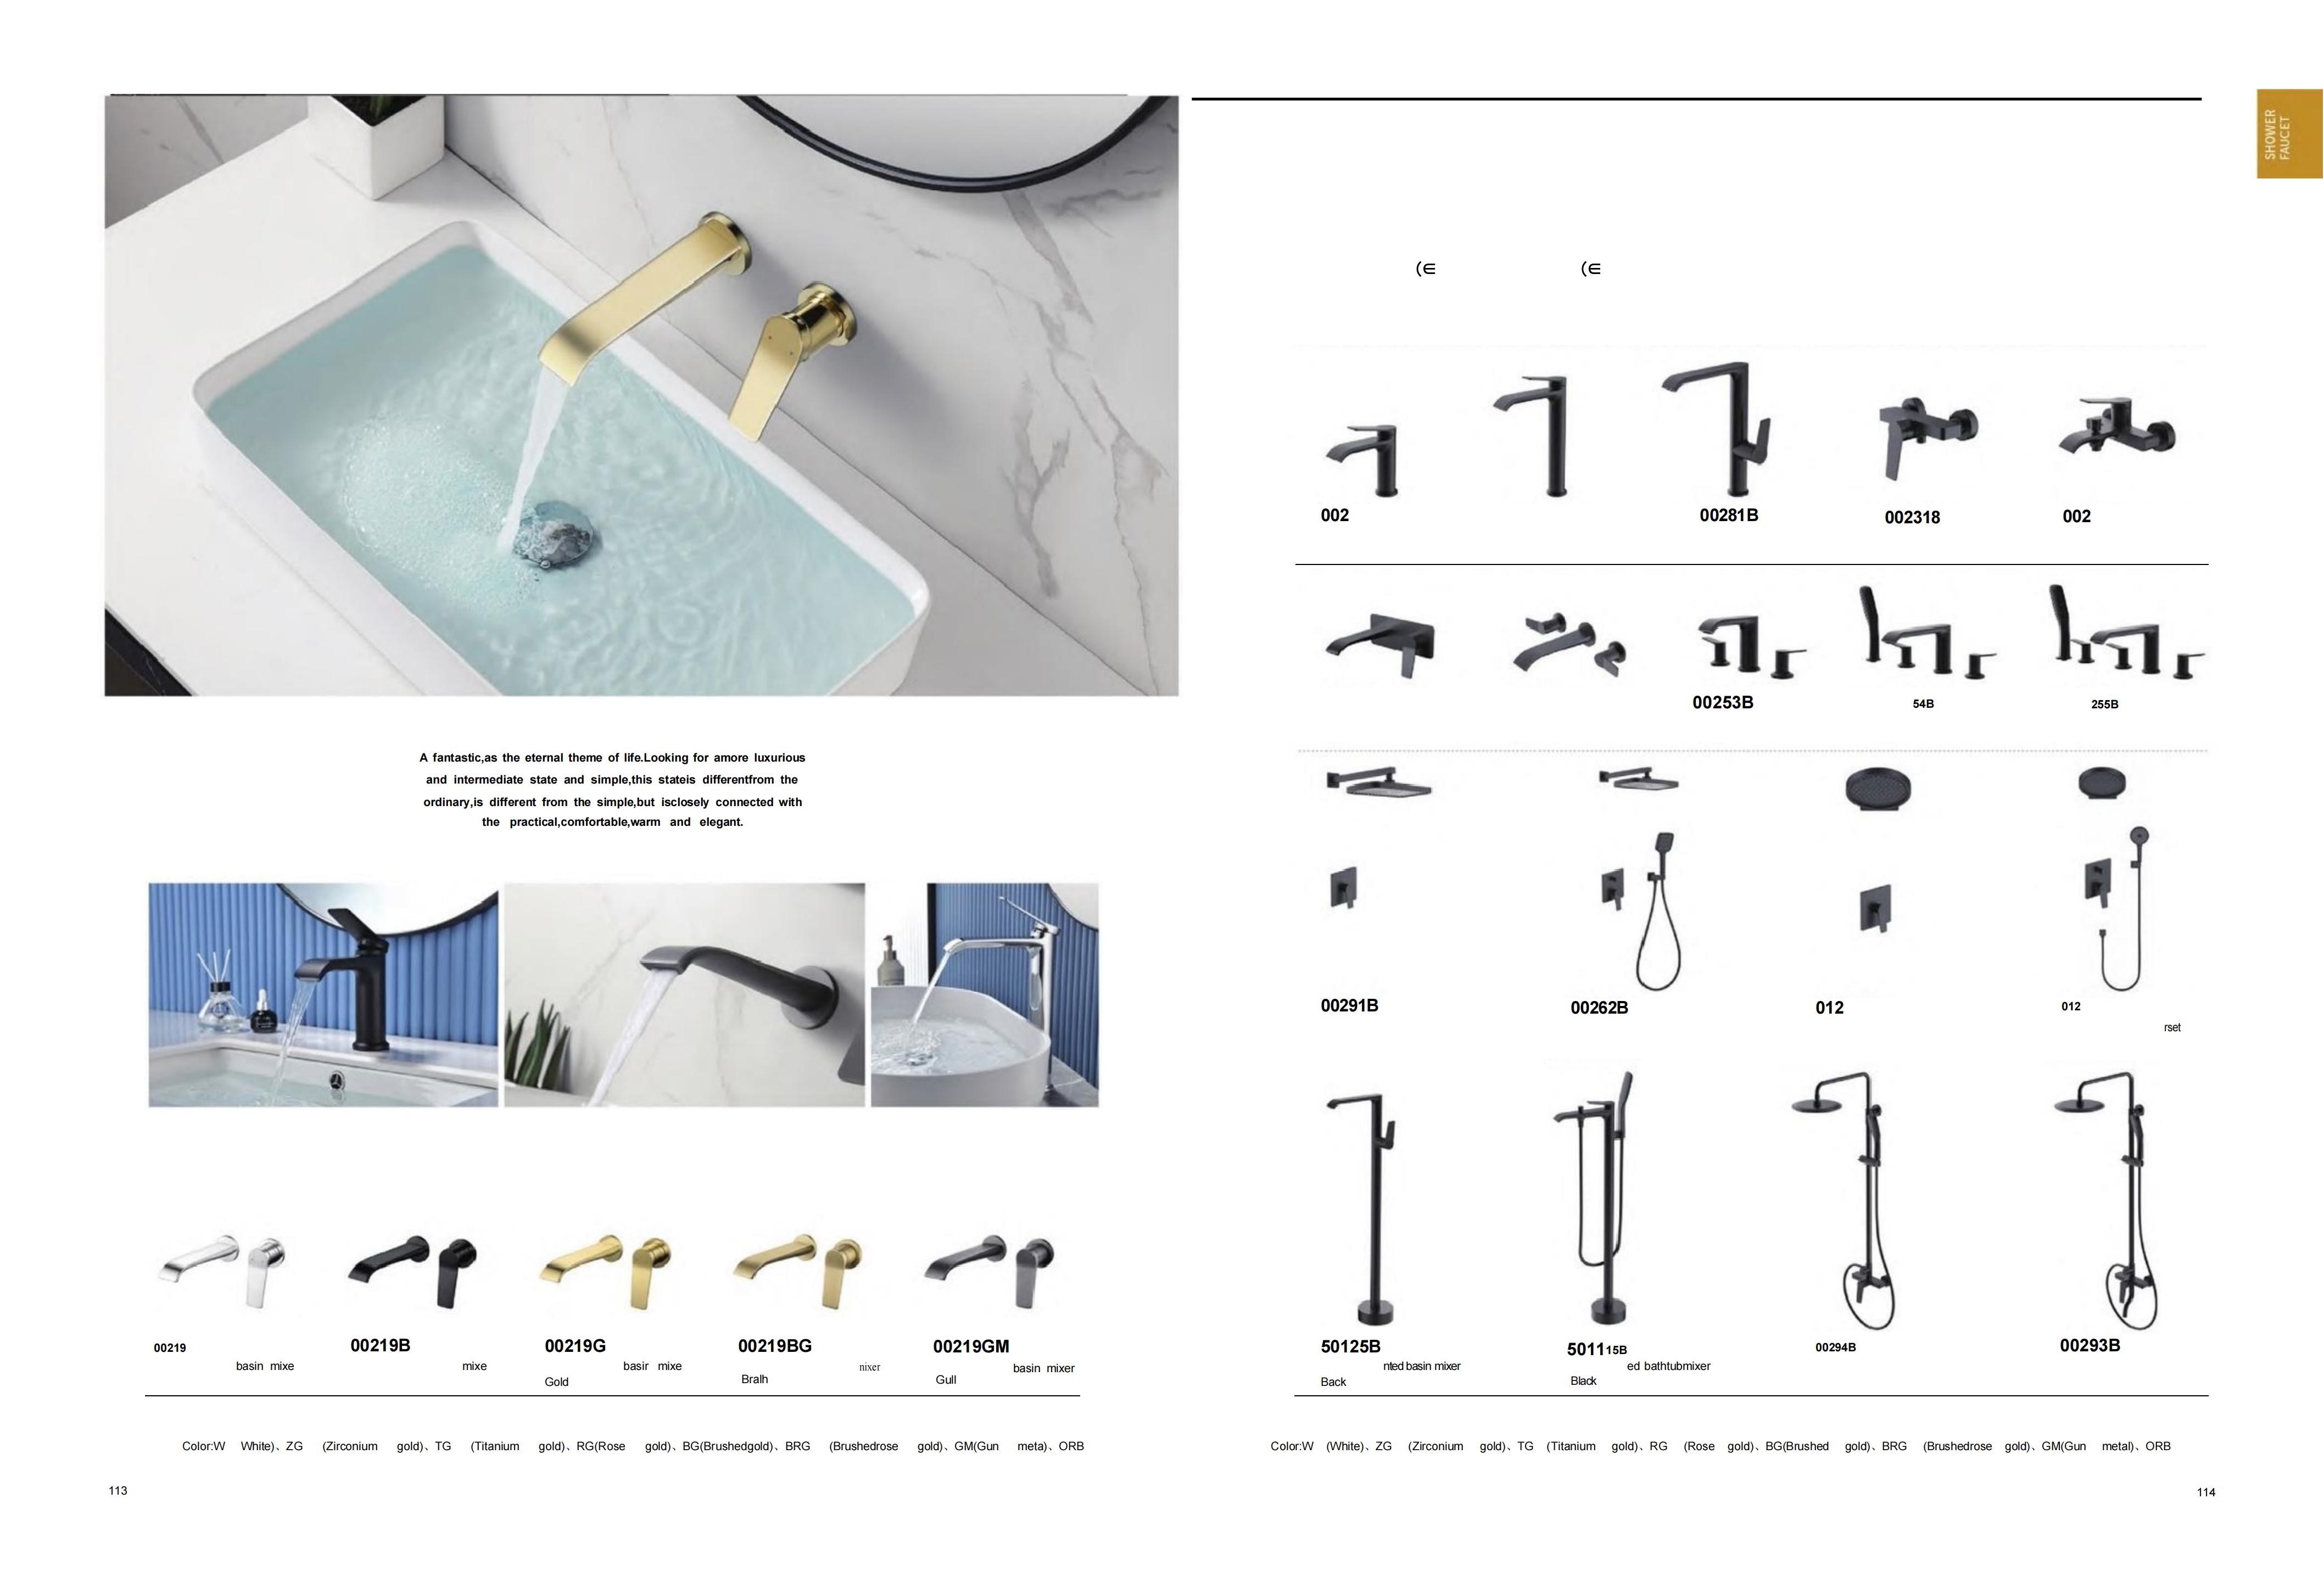 A fantastic,as the eternal theme of life.Looking for amore luxurious
and intermediate state and simple,this stateis differentfrom the
ordinary,is different from the simple,but isclosely connected with
the practical,comfortable,warm and elegant.
00219 00219B 00219G 00219BG 00219GM
basin mixe mixe basir mixe nixer basin mixer
Gold Bralh Gull
Color:W White)、ZG (Zirconium gold)、TG (Titanium gold)、RG(Rose gold)、BG(Brushedgold)、BRG (Brushedrose gold)、GM(Gun meta)、ORB
113
SHOWER
FAUCET
(∈ (∈
002 00281B 002318 002
00253B 54B 255B
00291B 00262B 012 012
rset
50125B 501115B 00294B 00293B
nted basin mixer ed bathtubmixer
Back Black
Color:W (White)、ZG (Zirconium gold)、TG (Titanium gold)、RG (Rose gold)、BG(Brushed gold)、BRG (Brushedrose gold)、GM(Gun metal)、ORB
114